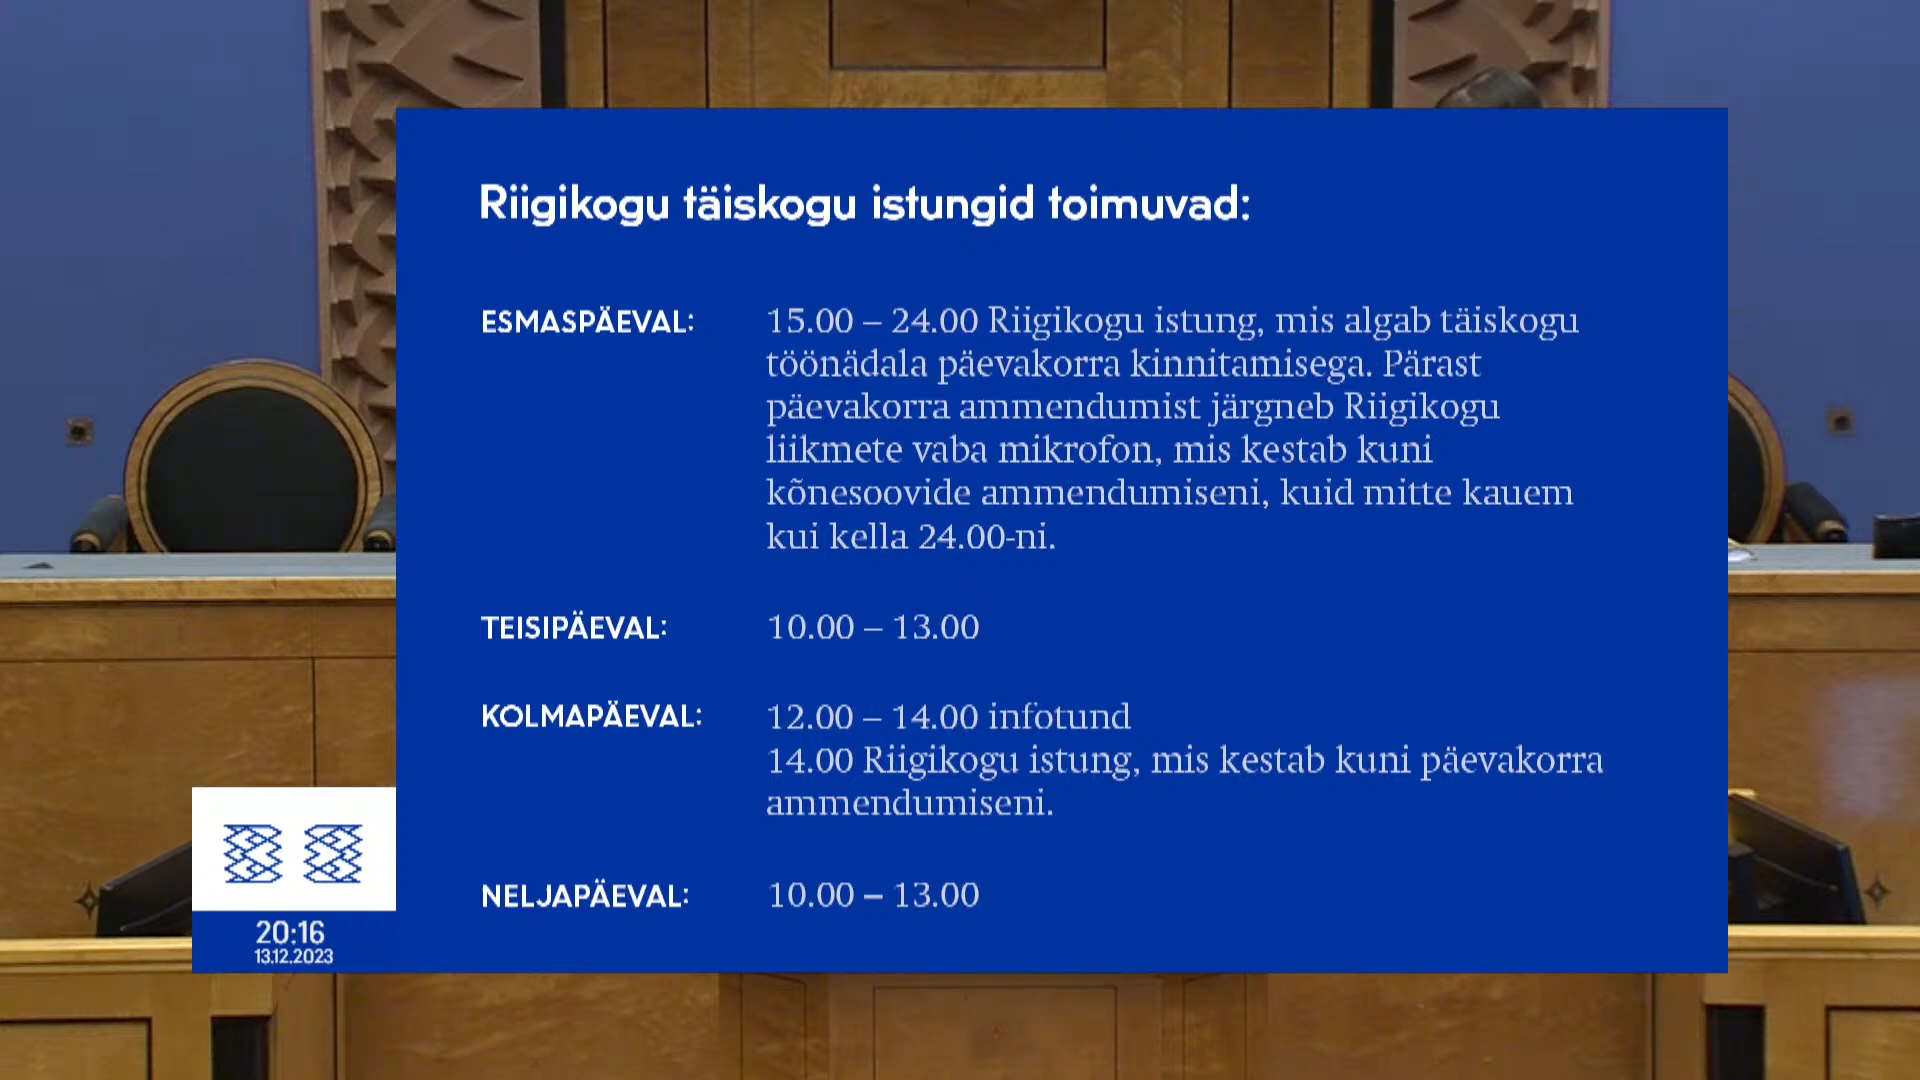 Riigikogu täiskogu istungid toimuvad:
ESMASPÄEVAL: 15.00 – 24.00 Riigikogu istung, mis algab täiskogu
töönädala päevakorra kinnitamisega. Pärast
päevakorra ammendumist järgneb Riigikogu
liikmete vaba mikrofon, mis kestab kuni
kõnesoovide ammendumiseni, kuid mitte kauem
kui kella 24.00-ni.
TEISIPÄEVAL: 10.00 – 13.00
KOLMAPÄEVAL: 12.00 – 14.00 infotund
14.00 Riigikogu istung, mis kestab kuni päevakorra
ammendumiseni.
NELJAPÄEVAL: 10.00 – 13.00
20:16
13.12.2023